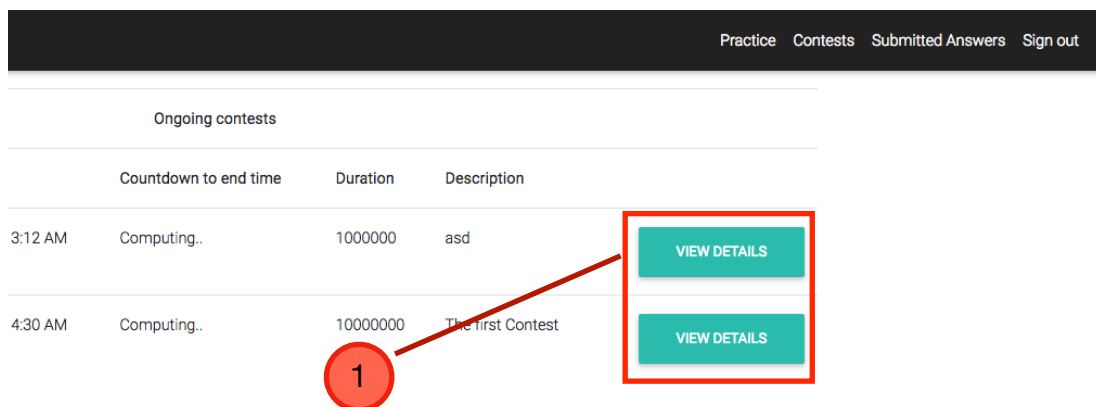 Practice Contests Submitted Answers Sign out
Ongoing contests
Countdown to end time Duration Description
3:12 AM Computing.. 1000000 asd VIEW DETAILS
4:30 AM Computing.. 10000000 The first Contest VIEW DETAILS
1